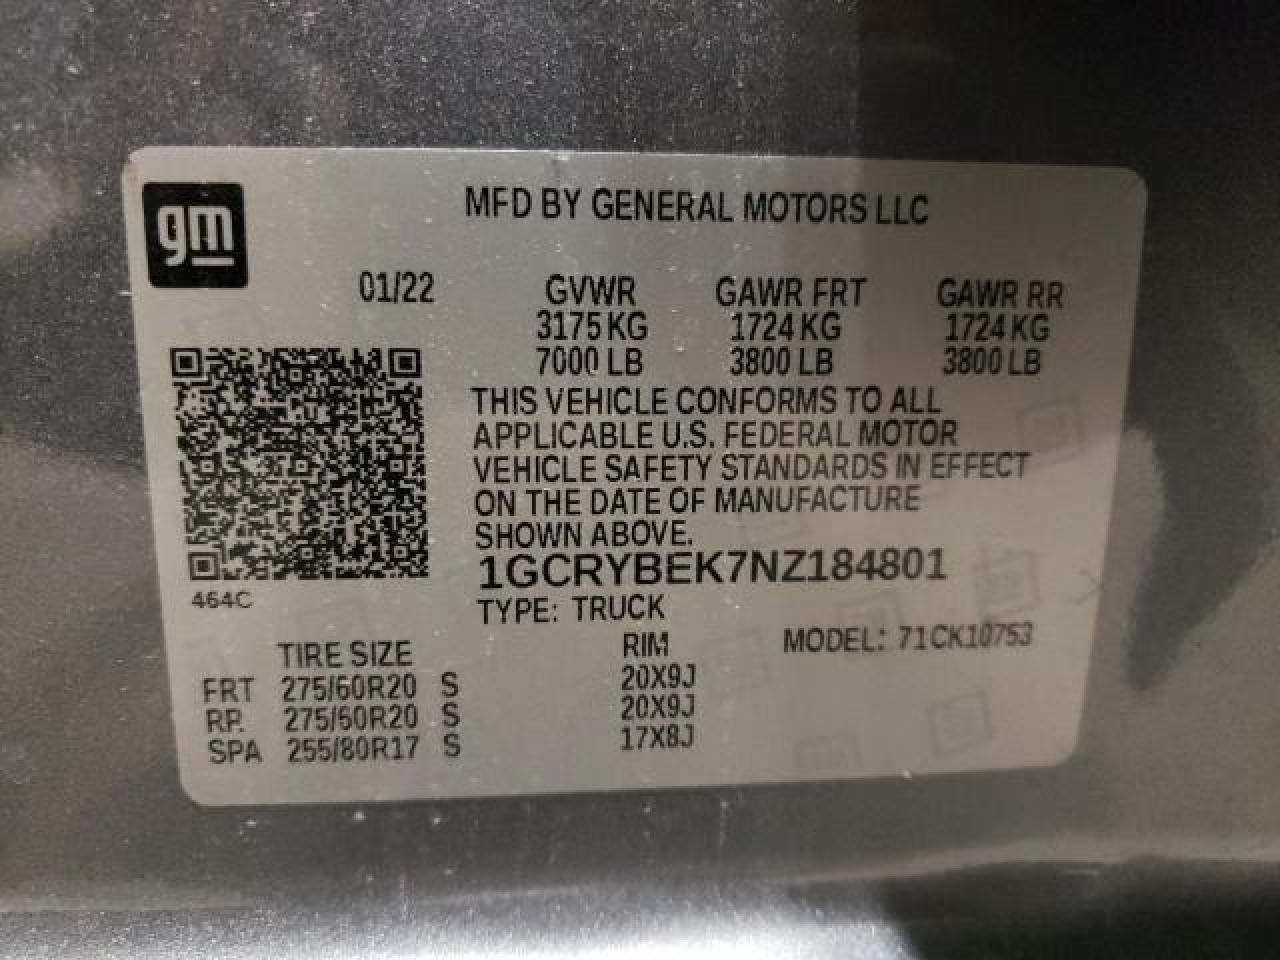 gm
MFD BY GENERAL MOTORS LLC
01/22 GVWR GAWR FRT GAWR RR
3175 KG 1724 KG 1724 KG
7000 LB 3800 LB 3800 LB
THIS VEHICLE CONFORMS TO ALL
APPLICABLE U.S. FEDERAL MOTOR
VEHICLE SAFETY STANDARDS IN EFFECT
ON THE DATE OF MANUFACTURE
SHOWN ABOVE.
1GCRYBEK7NZ184801
464C
TYPE: TRUCK
MODEL: 71CK10753
TIRE SIZE RIM
FRT 275/60R20 S 20X9J
RR 275/60R20 S 20X9J
SPA 255/80R17 S 17X8J